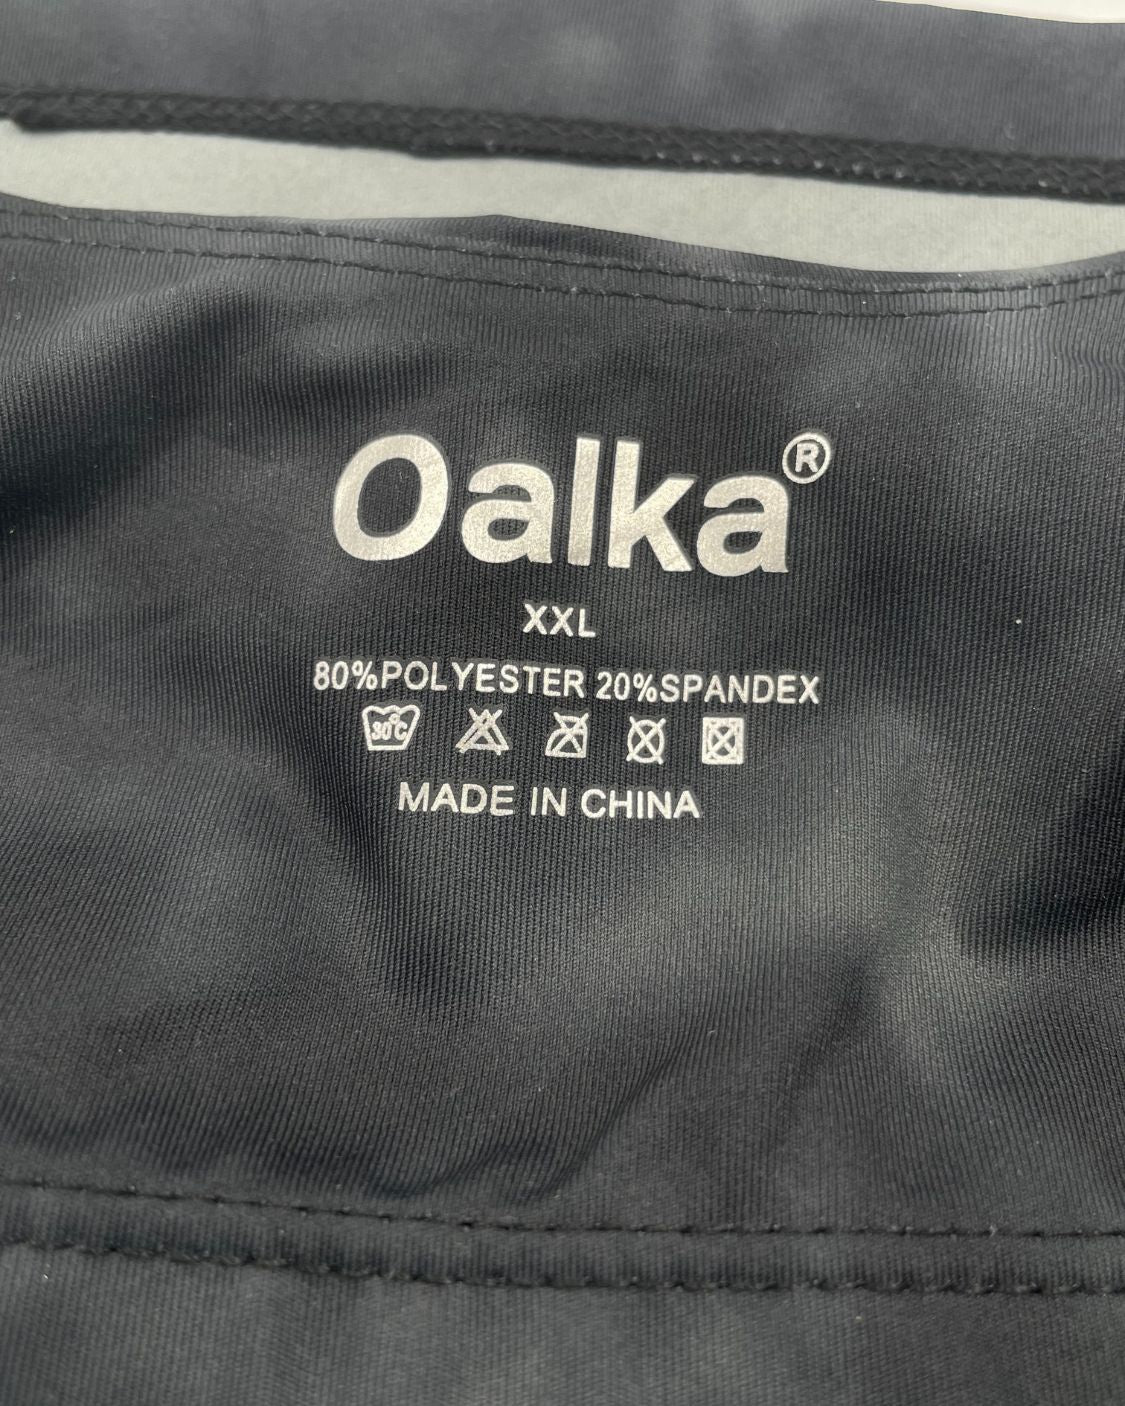 Oalka®
XXL
80%POLYESTER 20%SPANDEX
30°C
MADE IN CHINA